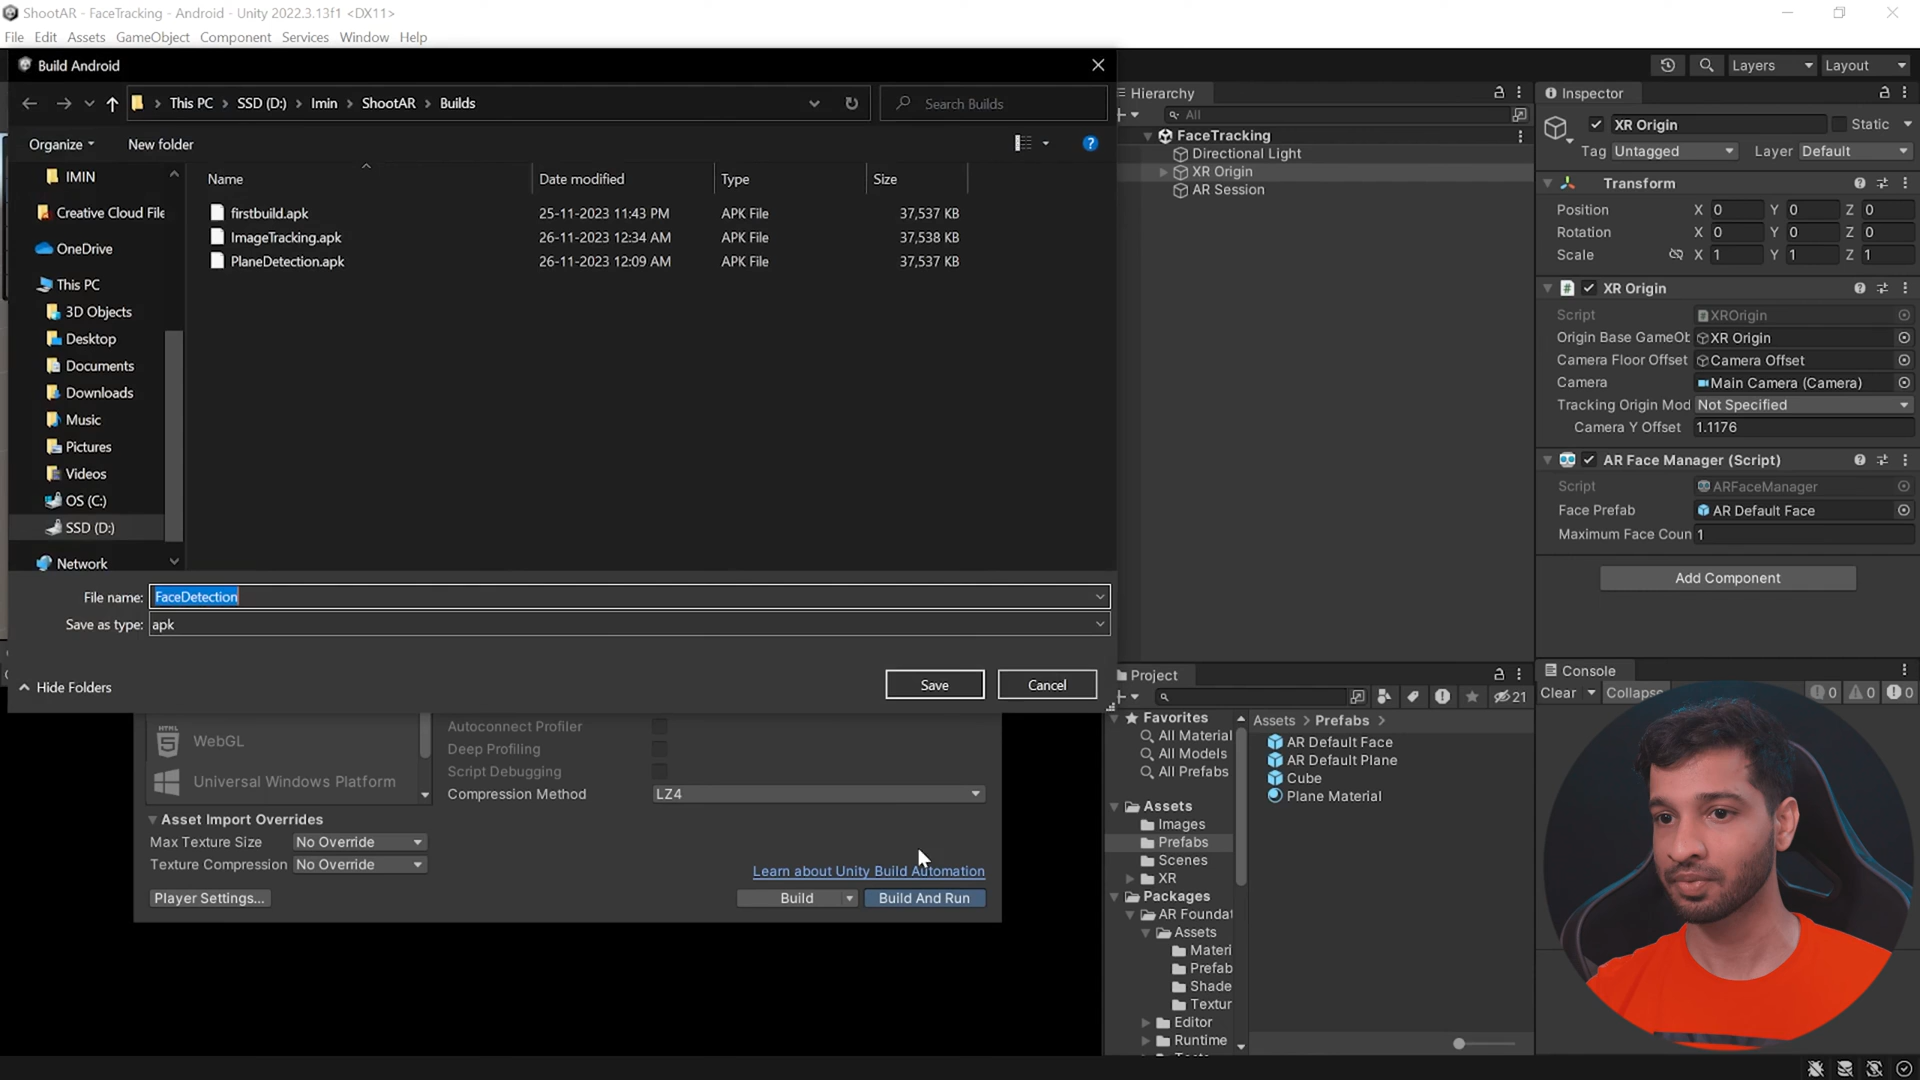 ShootAR - FaceTracking - Android - Unity 2022.3.13f1 <DX11>
File Edit Assets GameObject Component Services Window Help
Build Android
This PC > SSD (D:) > Imin > ShootAR > Builds
Search Builds
Organize
New folder
IMIN
Creative Cloud File
OneDrive
This PC
3D Objects
Desktop
Documents
Downloads
Music
Pictures
Videos
OS (C:)
SSD (D:)
Network
Name Date modified Type Size
firstbuild.apk 25-11-2023 11:43 PM APK File 37,537 KB
ImageTracking.apk 26-11-2023 12:34 AM APK File 37,538 KB
PlaneDetection.apk 26-11-2023 12:09 AM APK File 37,537 KB
File name: FaceDetection
Save as type: apk
Hide Folders
Save
Cancel
WebGL
Universal Windows Platform
Autoconnect Profiler
Deep Profiling
Script Debugging
Compression Method LZ4
Asset Import Overrides
Max Texture Size No Override
Texture Compression No Override
Learn about Unity Build Automation
Player Settings...
Build
Build And Run
Layers
Layout
Hierarchy
All
FaceTracking
Directional Light
XR Origin
AR Session
Inspector
XR Origin
Static
Tag Untagged Layer Default
Transform
Position X 0 Y 0 Z 0
Rotation X 0 Y 0 Z 0
Scale X 1 Y 1 Z 1
XR Origin
Script XROrigin
Origin Base GameOb XR Origin
Camera Floor Offset Camera Offset
Camera Main Camera (Camera)
Tracking Origin Mod Not Specified
Camera Y Offset 1.1176
AR Face Manager (Script)
Script ARFaceManager
Face Prefab AR Default Face
Maximum Face Coun 1
Add Component
Project
21
Favorites
All Material
All Models
All Prefabs
Assets
Images
Prefabs
Scenes
XR
Packages
AR Foundat
Assets
Materi
Prefab
Shade
Textur
Editor
Runtime
Assets > Prefabs >
AR Default Face
AR Default Plane
Cube
Plane Material
Console
Clear Collapse 0 0 0